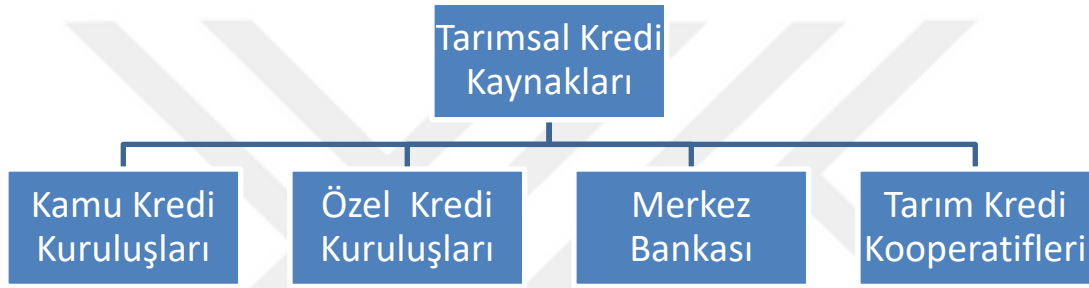 Tarımsal Kredi
Kaynakları
Kamu Kredi
Kuruluşları
Özel  Kredi
Kuruluşları
Merkez
Bankası
Tarım Kredi
Kooperatifleri